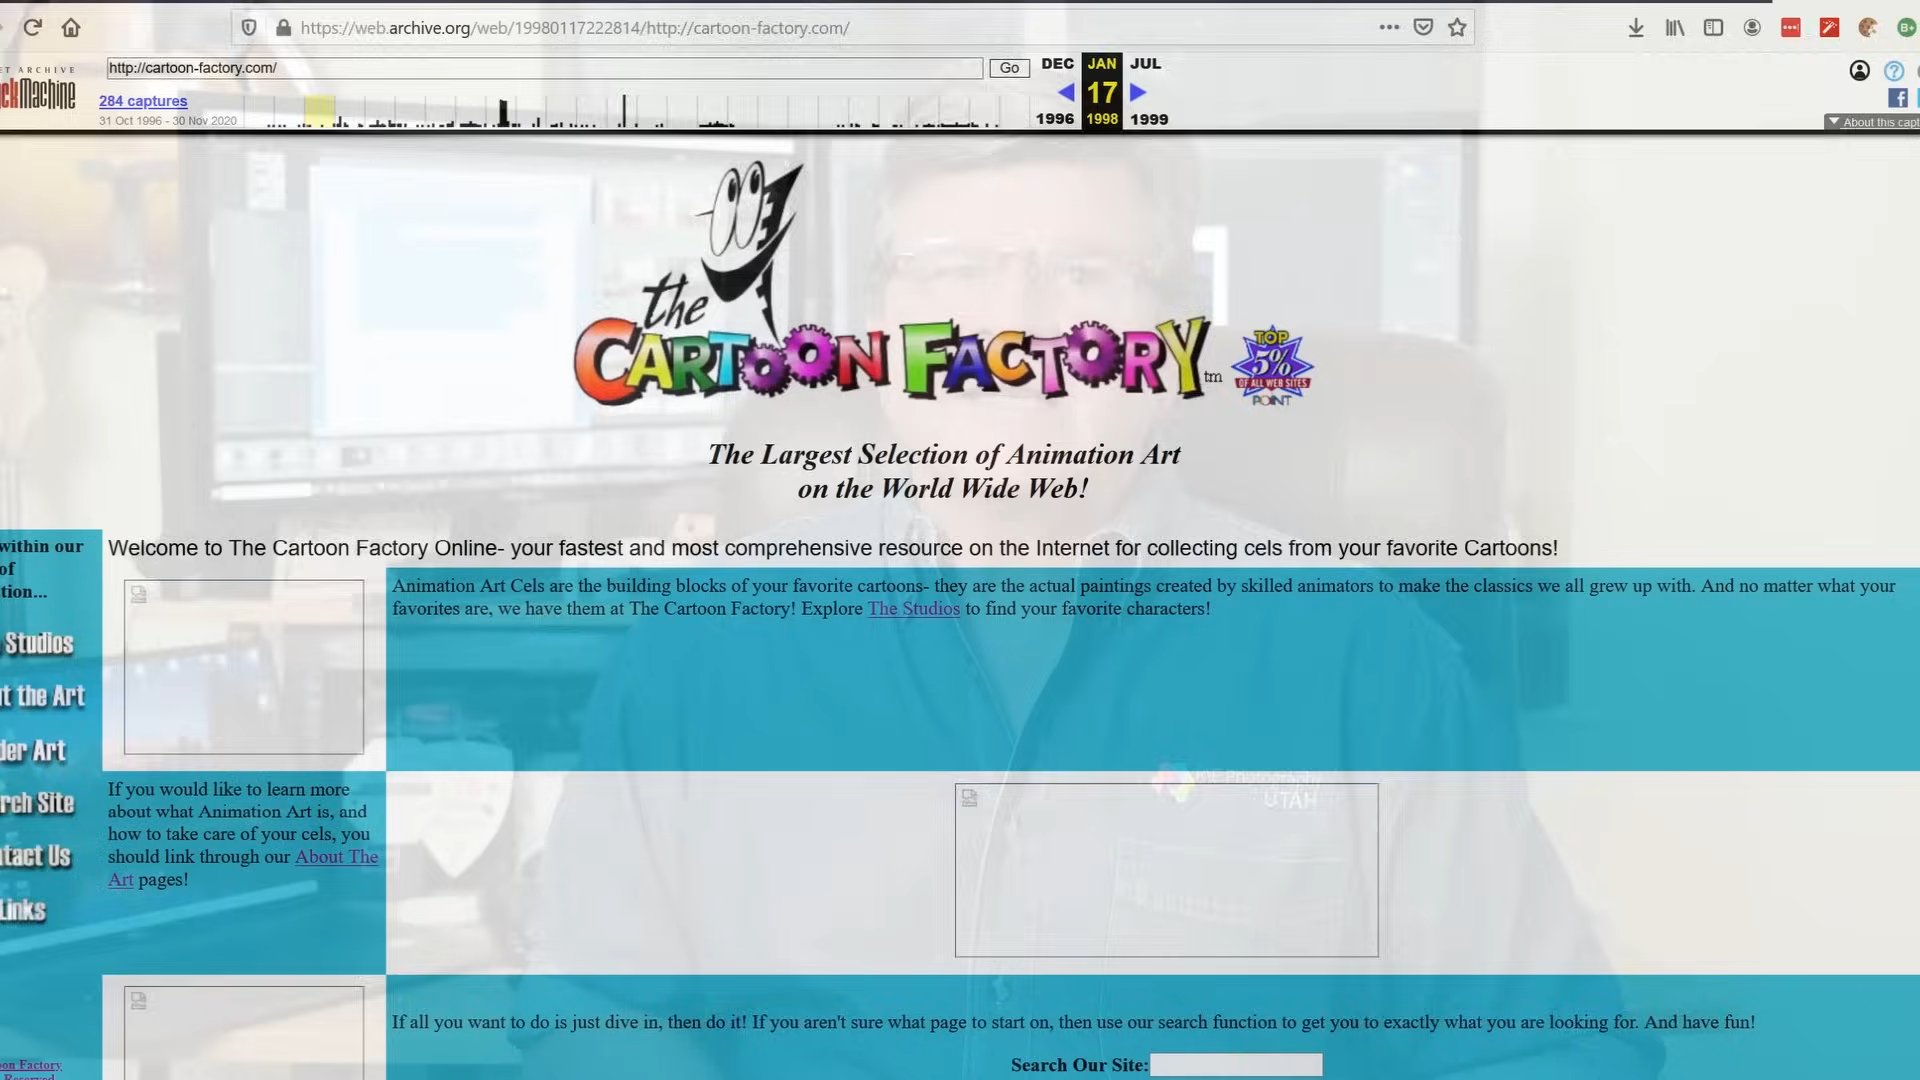 https://web.archive.org/web/19980117222814/http://cartoon-factory.com/
ET ARCHIVE
ckMachine
http://cartoon-factory.com/
Go
DEC JAN JUL
17
1996 1998 1999
284 captures
31 Oct 1996 - 30 Nov 2020
About this capt
the
CARTOON FACTORY tm
TOP
5%
OF ALL WEB SITES
POINT
The Largest Selection of Animation Art
on the World Wide Web!
within our
of
tion...
Studios
t the Art
der Art
rch Site
tact Us
Links
oon Factory
Reserved
Welcome to The Cartoon Factory Online- your fastest and most comprehensive resource on the Internet for collecting cels from your favorite Cartoons!
Animation Art Cels are the building blocks of your favorite cartoons- they are the actual paintings created by skilled animators to make the classics we all grew up with. And no matter what your
favorites are, we have them at The Cartoon Factory! Explore The Studios to find your favorite characters!
If you would like to learn more
about what Animation Art is, and
how to take care of your cels, you
should link through our About The
Art pages!
Photography
UTAH
If all you want to do is just dive in, then do it! If you aren't sure what page to start on, then use our search function to get you to exactly what you are looking for. And have fun!
Search Our Site: